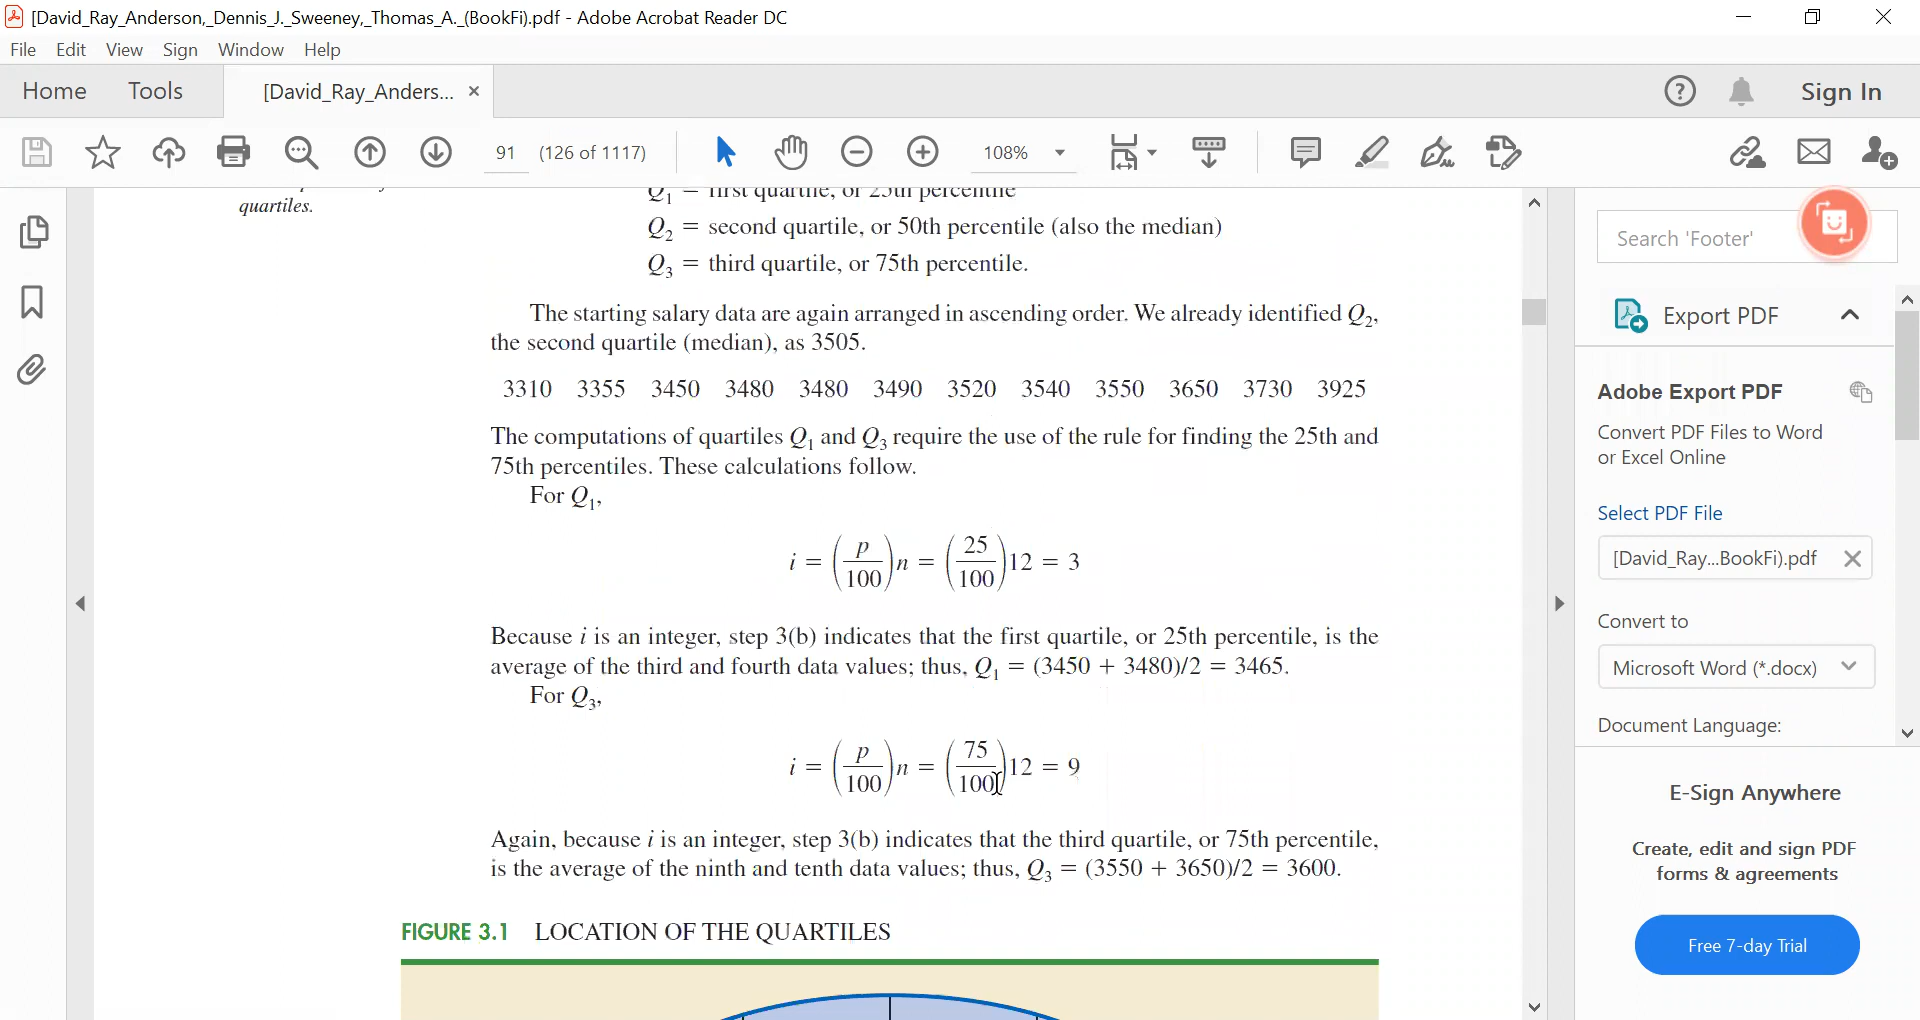 [David_Ray_Anderson,_Dennis_J._Sweeney,_Thomas_A._(BookFi).pdf - Adobe Acrobat Reader DC
File Edit View Sign Window Help
Home Tools [David_Ray_Anders... × Sign In
91 (126 of 1117) 108%
quartiles.
Q1 = first quartile, or 25th percentile
Q2 = second quartile, or 50th percentile (also the median)
Q3 = third quartile, or 75th percentile.
The starting salary data are again arranged in ascending order. We already identified Q2,
the second quartile (median), as 3505.
3310 3355 3450 3480 3480 3490 3520 3540 3550 3650 3730 3925
The computations of quartiles Q1 and Q3 require the use of the rule for finding the 25th and
75th percentiles. These calculations follow.
For Q1,
i = (p/100)n = (25/100)12 = 3
Because i is an integer, step 3(b) indicates that the first quartile, or 25th percentile, is the
average of the third and fourth data values; thus, Q1 = (3450 + 3480)/2 = 3465.
For Q3,
i = (p/100)n = (75/100)12 = 9
Again, because i is an integer, step 3(b) indicates that the third quartile, or 75th percentile,
is the average of the ninth and tenth data values; thus, Q3 = (3550 + 3650)/2 = 3600.
FIGURE 3.1 LOCATION OF THE QUARTILES
Search 'Footer'
Export PDF
Adobe Export PDF
Convert PDF Files to Word
or Excel Online
Select PDF File
[David_Ray...BookFi).pdf
Convert to
Microsoft Word (*.docx)
Document Language:
E-Sign Anywhere
Create, edit and sign PDF
forms & agreements
Free 7-day Trial